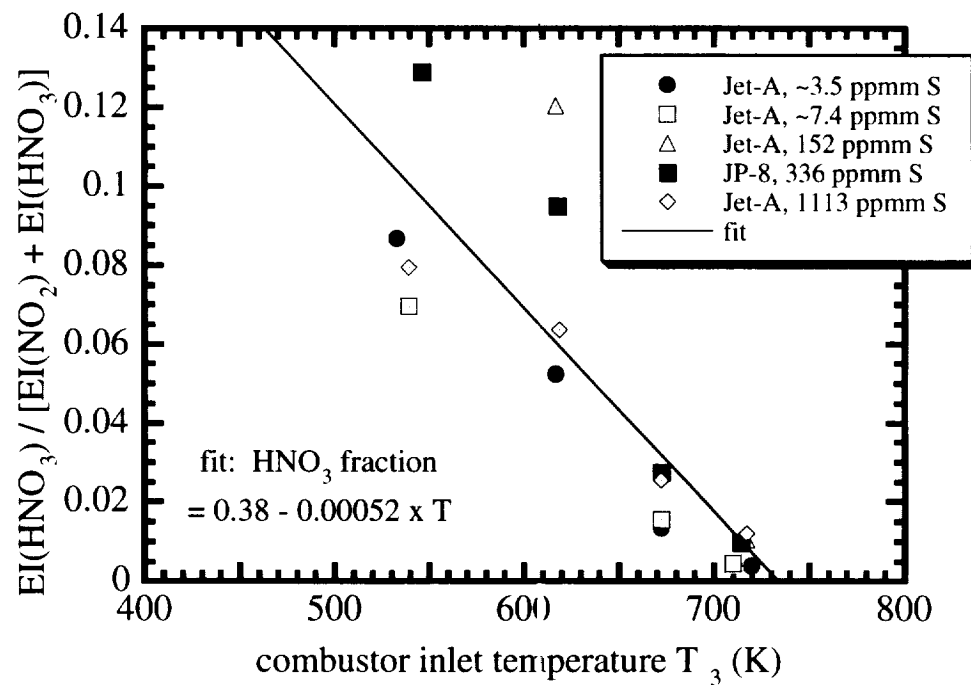 EI(HNO₃) / [EI(NO₂) + EI(HNO₃)]
0.14
0.12
0.1
0.08
0.06
0.04
0.02
0
Jet-A, ~3.5 ppmm S
Jet-A, ~7.4 ppmm S
Jet-A, 152 ppmm S
JP-8, 336 ppmm S
Jet-A, 1113 ppmm S
fit
fit: HNO₃ fraction
= 0.38 - 0.00052 x T
400 500 600 700 800
combustor inlet temperature T ₃ (K)